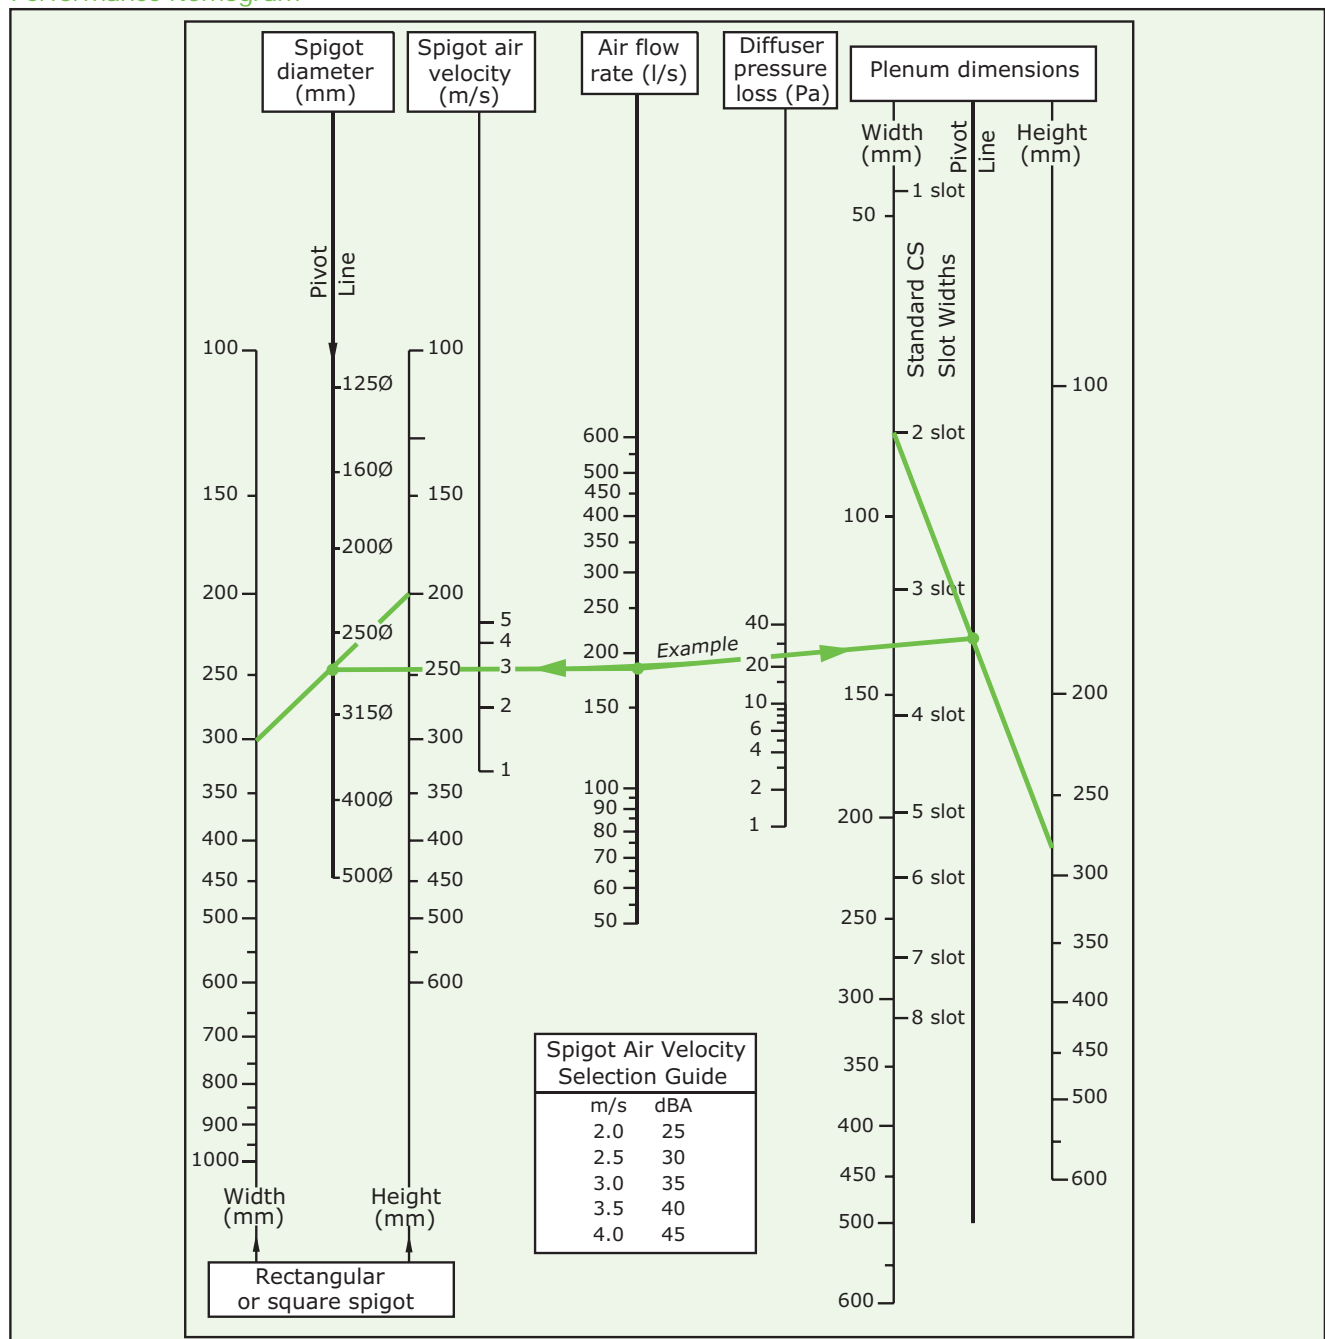 Spigot
diameter
(mm)
Spigot air
velocity
(m/s)
Air flow
rate (l/s)
Diffuser
pressure
loss (Pa)
Plenum dimensions
Width
(mm)
Pivot
Line
Height
(mm)
1 slot
50
Standard CS
Slot Widths
Pivot
Line
100
125Ø
160Ø
150
200Ø
200
250Ø
250
315Ø
300
350
400Ø
400
450
500Ø
500
600
700
800
900
1000
100
150
200
250
300
350
400
450
500
600
5
4
3
2
1
600
500
450
400
350
300
250
200
150
100
90
80
70
60
50
Example
40
20
10
6
4
2
1
2 slot
100
3 slot
150
4 slot
200
5 slot
6 slot
250
7 slot
300
8 slot
350
400
450
500
600
100
200
250
300
350
400
450
500
600
Width
(mm)
Height
(mm)
Rectangular
or square spigot
Spigot Air Velocity
Selection Guide
m/s dBA
2.0 25
2.5 30
3.0 35
3.5 40
4.0 45